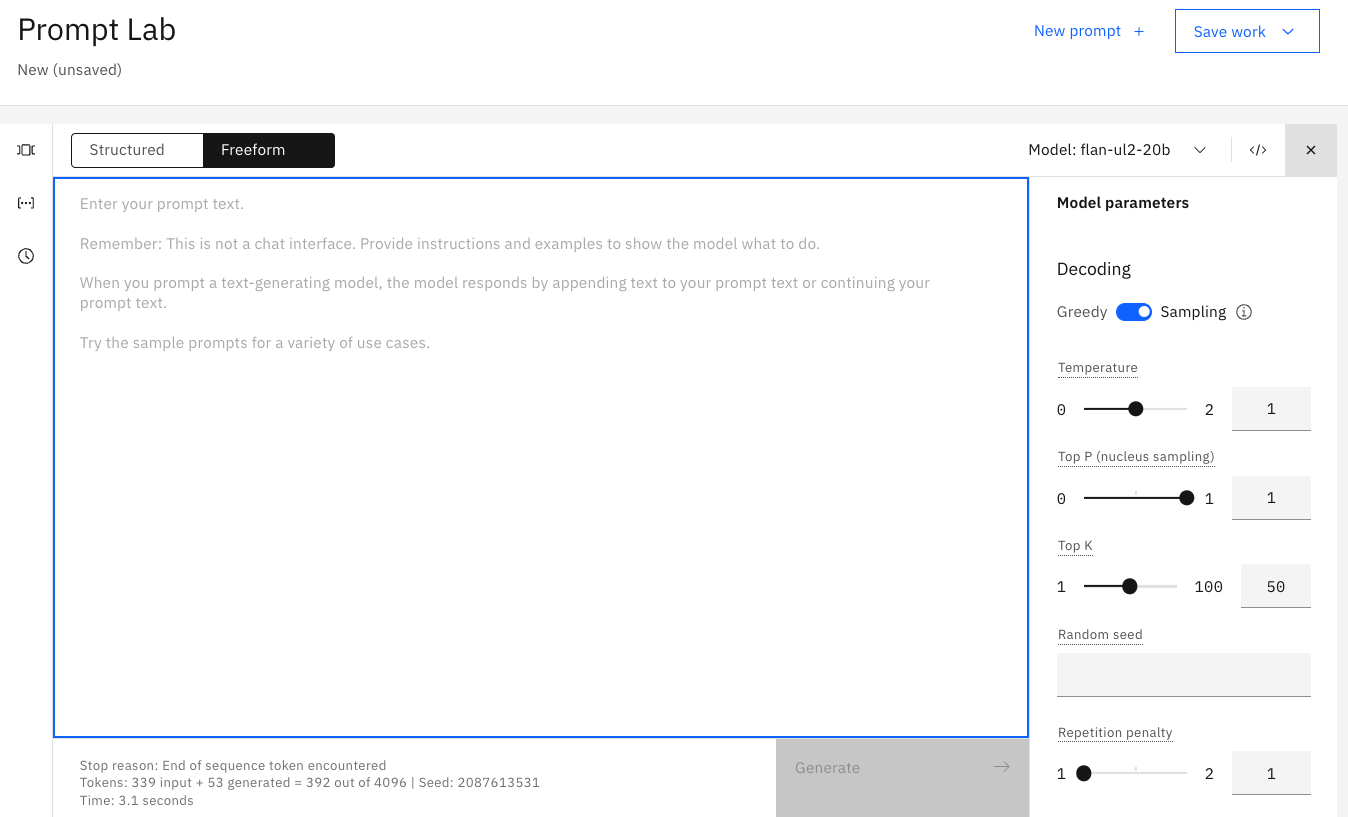 Prompt Lab
New prompt +
Save work
New (unsaved)
Structured
Freeform
Model: flan-ul2-20b
</>
Enter your prompt text.
Remember: This is not a chat interface. Provide instructions and examples to show the model what to do.
When you prompt a text-generating model, the model responds by appending text to your prompt text or continuing your
prompt text.
Try the sample prompts for a variety of use cases.
Stop reason: End of sequence token encountered
Tokens: 339 input + 53 generated = 392 out of 4096 | Seed: 2087613531
Time: 3.1 seconds
Generate
Model parameters
Decoding
Greedy Sampling
Temperature
0 2 1
Top P (nucleus sampling)
0 1 1
Top K
1 100 50
Random seed
Repetition penalty
1 2 1